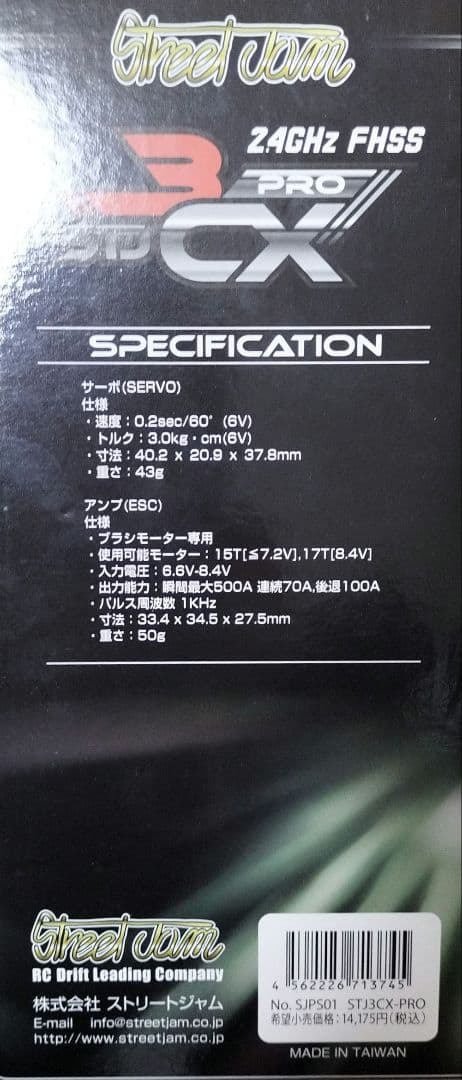 Street Jam
2.4GHz FHSS
3 PRO
STJ CX
SPECIFICATION
サーボ(SERVO)
仕様
・速度：0.2sec/60°(6V)
・トルク：3.0kg・cm(6V)
・寸法：40.2 x 20.9 x 37.8mm
・重さ：43g
アンプ(ESC)
仕様
・ブラシモーター専用
・使用可能モーター：15T[≦7.2V],17T[8.4V]
・入力電圧：6.6V-8.4V
・出力能力：瞬間最大500A 連続70A,後退100A
・パルス周波数 1KHz
・寸法：33.4 x 34.5 x 27.5mm
・重さ：50g
Street Jam
RC Drift Leading Company
株式会社 ストリートジャム
E-mail info@streetjam.co.jp
http://www.streetjam.co.jp
4 562226 713745
No. SJPS01 STJ3CX-PRO
希望小売価格：14,175円（税込）
MADE IN TAIWAN